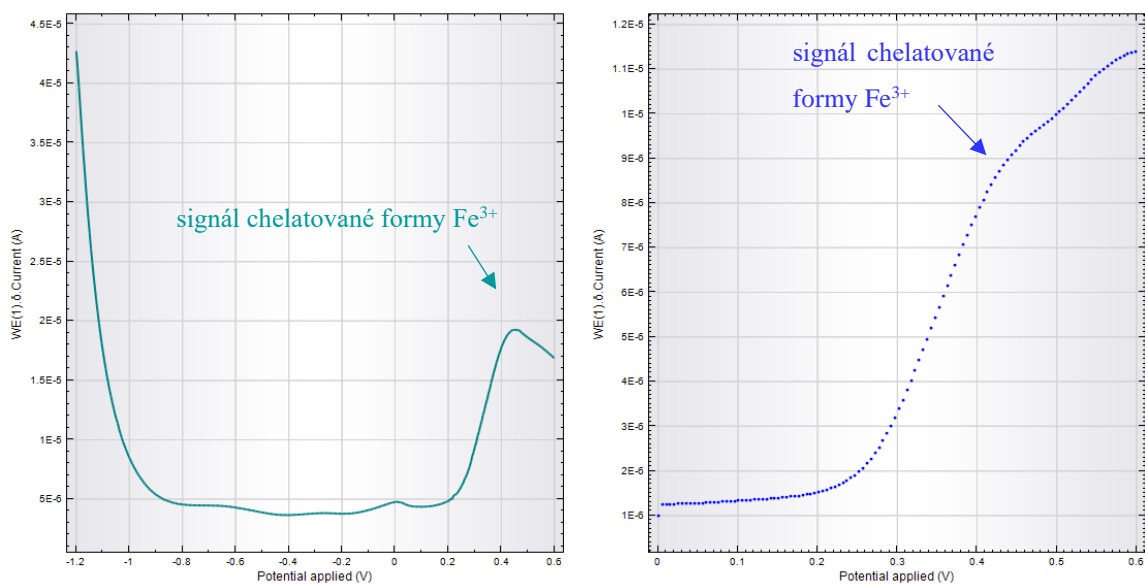 4.5E-5
4E-5
3.5E-5
3E-5
2.5E-5
2E-5
1.5E-5
1E-5
5E-6
WE(1).δ.Current (A)
signál chelatované formy Fe³⁺
-1.2 -1 -0.8 -0.6 -0.4 -0.2 0 0.2 0.4 0.6
Potential applied (V)
1.2E-5
1.1E-5
1E-5
9E-6
8E-6
7E-6
6E-6
5E-6
4E-6
3E-6
2E-6
1E-6
WE(1).δ.Current (A)
signál chelatované
formy Fe³⁺
0 0.1 0.2 0.3 0.4 0.5 0.6
Potential applied (V)